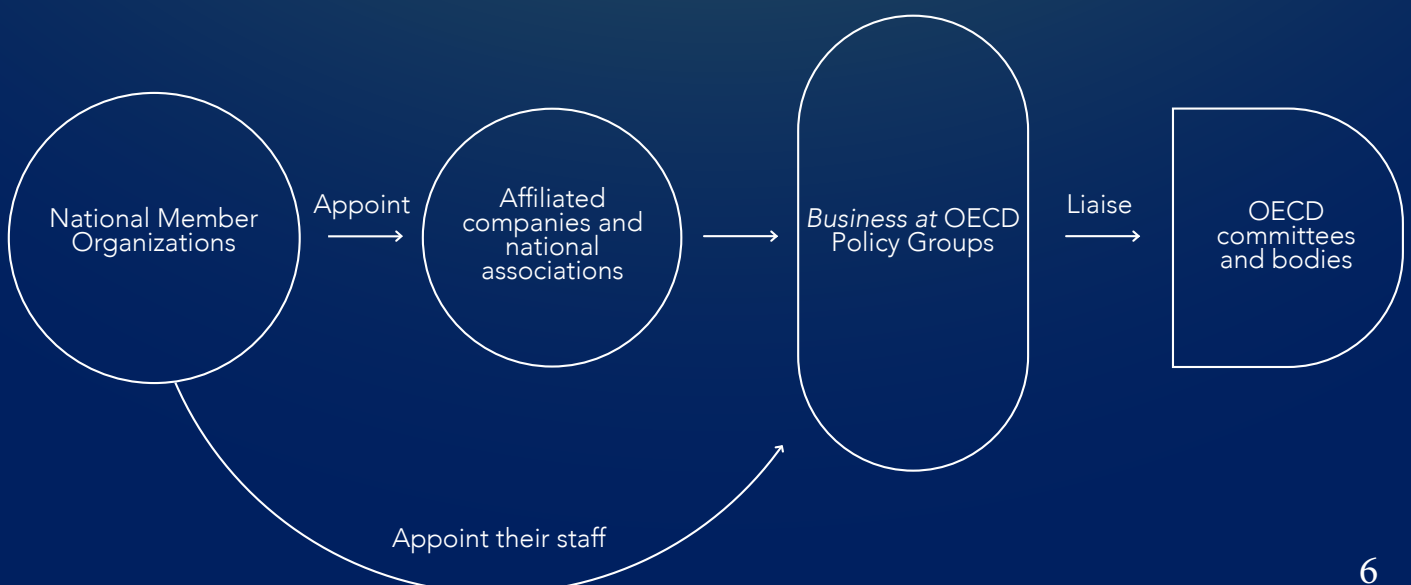 National Member
Organizations
Appoint
Affiliated
companies and
national
associations
Business at OECD
Policy Groups
Liaise
OECD
committees
and bodies
Appoint their staff
6